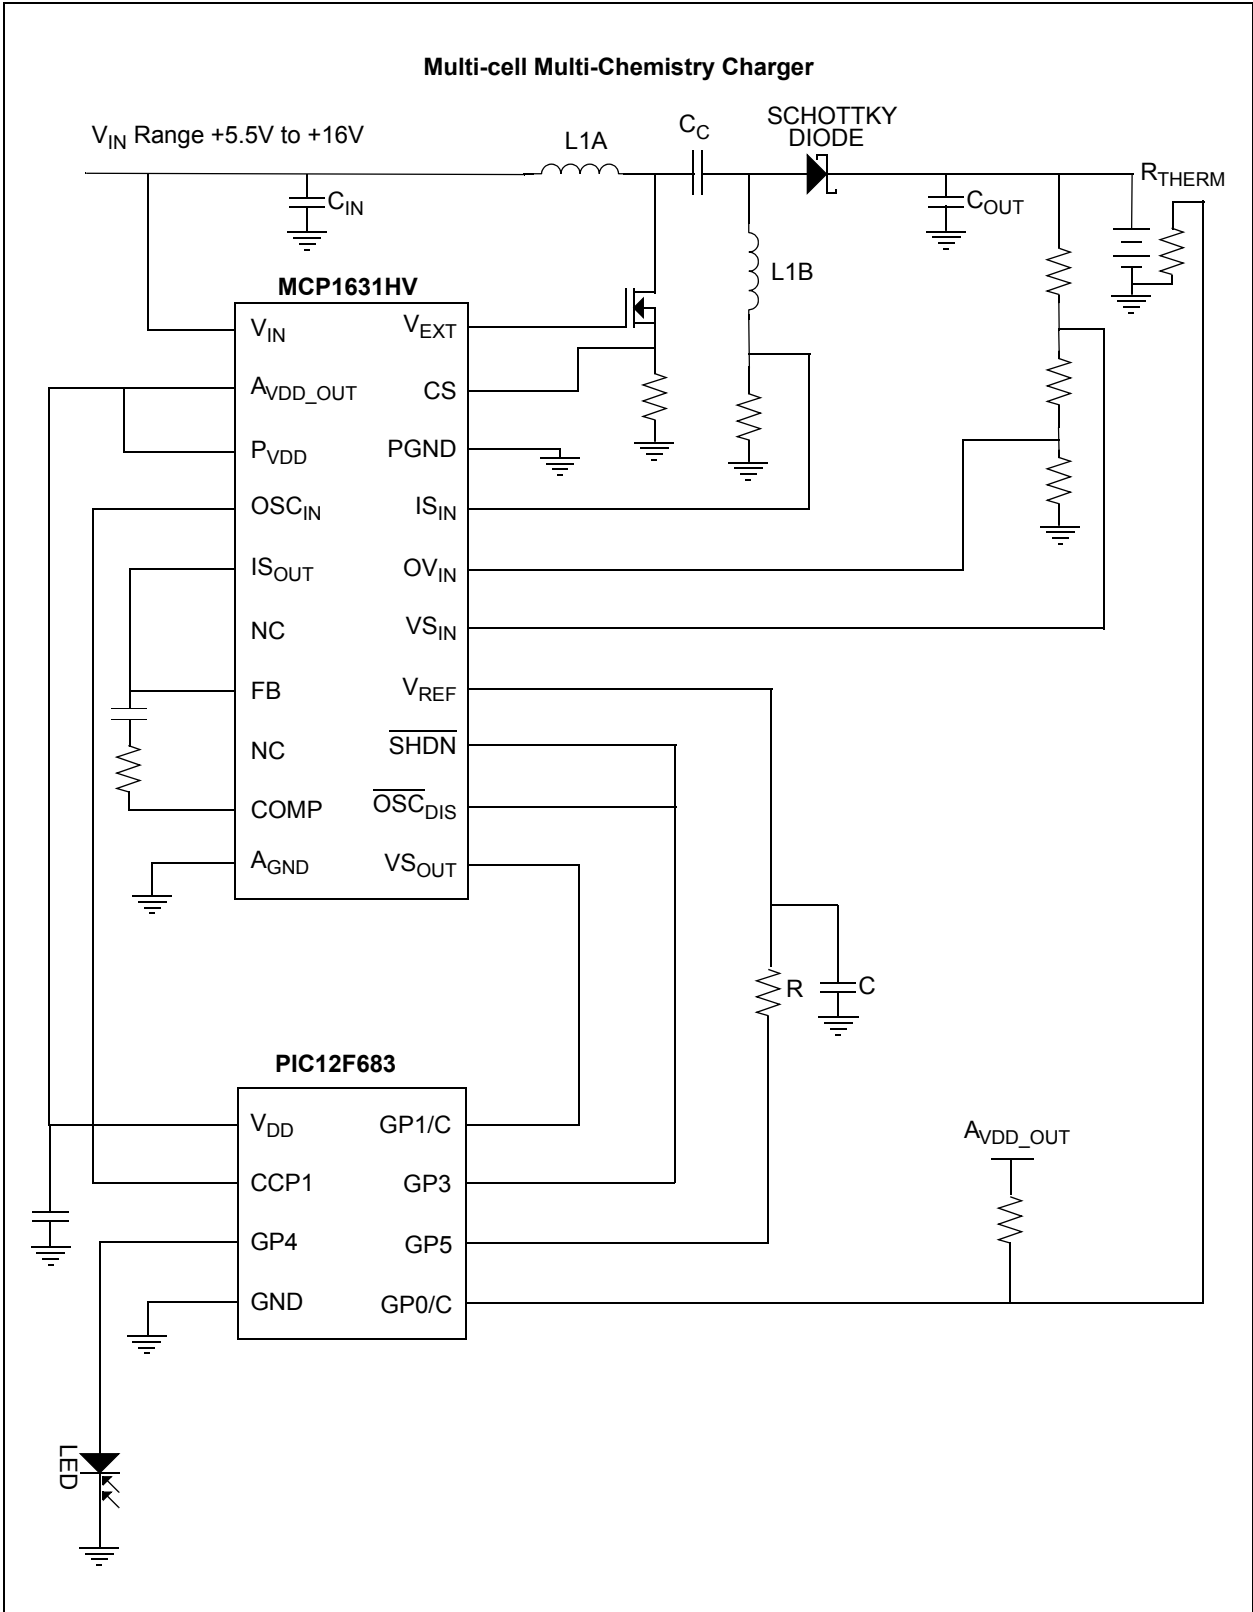 Multi-cell Multi-Chemistry Charger
V_IN Range +5.5V to +16V
L1A
C_C
SCHOTTKY
DIODE
R_THERM
C_IN
C_OUT
L1B
MCP1631HV
V_IN
V_EXT
A_VDD_OUT
CS
P_VDD
PGND
OSC_IN
IS_IN
IS_OUT
OV_IN
NC
VS_IN
FB
V_REF
NC
S̅H̅D̅N̅
COMP
O̅S̅C̅_DIS
A_GND
VS_OUT
R
C
PIC12F683
V_DD
GP1/C
A_VDD_OUT
CCP1
GP3
GP4
GP5
GND
GP0/C
LED